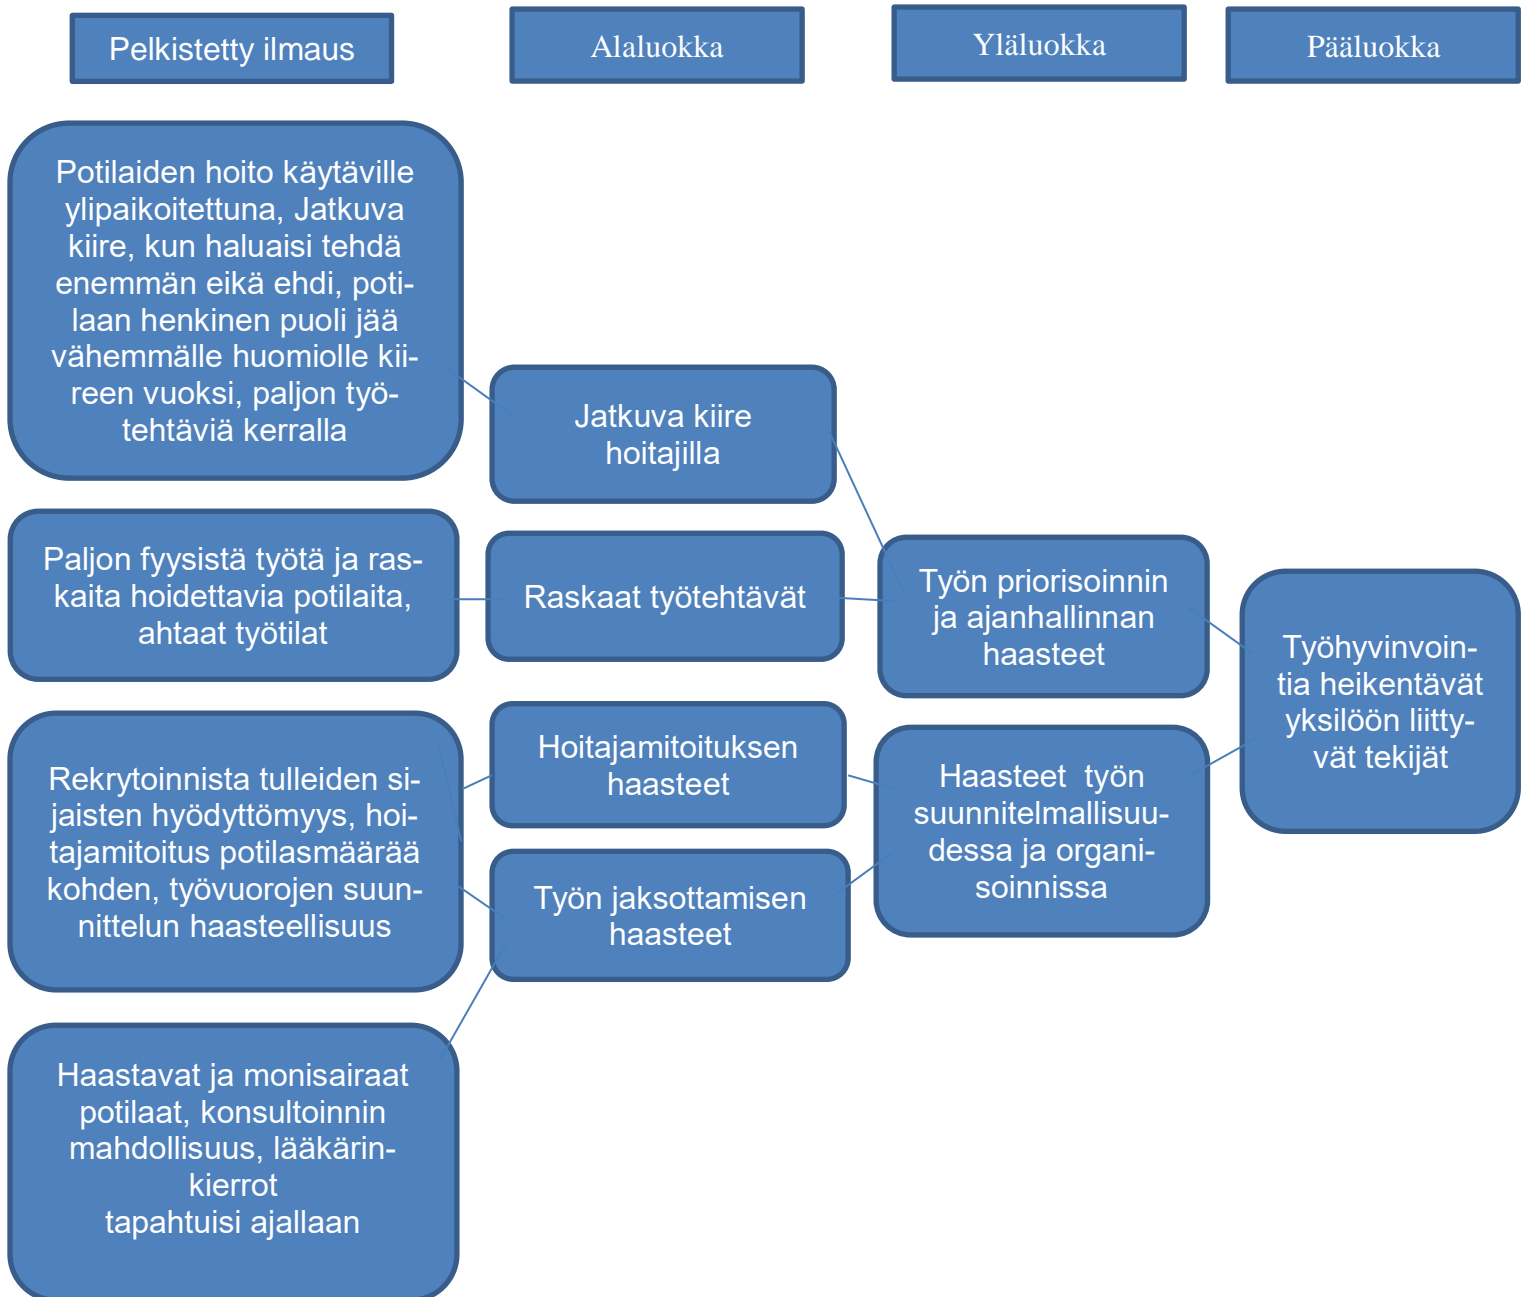 Pelkistetty ilmaus
Alaluokka
Yläluokka
Pääluokka
Potilaiden hoito käytäville
ylipaikoitettuna, Jatkuva
kiire, kun haluaisi tehdä
enemmän eikä ehdi, poti-
laan henkinen puoli jää
vähemmälle huomiolle kii-
reen vuoksi, paljon työ-
tehtäviä kerralla
Paljon fyysistä työtä ja ras-
kaita hoidettavia potilaita,
ahtaat työtilat
Rekrytoinnista tulleiden si-
jaisten hyödyttömyys, hoi-
tajamitoitus potilasmäärää
kohden, työvuorojen suun-
nittelun haasteellisuus
Haastavat ja monisairaat
potilaat, konsultoinnin
mahdollisuus, lääkärin-
kierrot
tapahtuisi ajallaan
Jatkuva kiire
hoitajilla
Raskaat työtehtävät
Hoitajamitoituksen
haasteet
Työn jaksottamisen
haasteet
Työn priorisoinnin
ja ajanhallinnan
haasteet
Haasteet  työn
suunnitelmallisuu-
dessa ja organi-
soinnissa
Työhyvinvoin-
tia heikentävät
yksilöön liitty-
vät tekijät